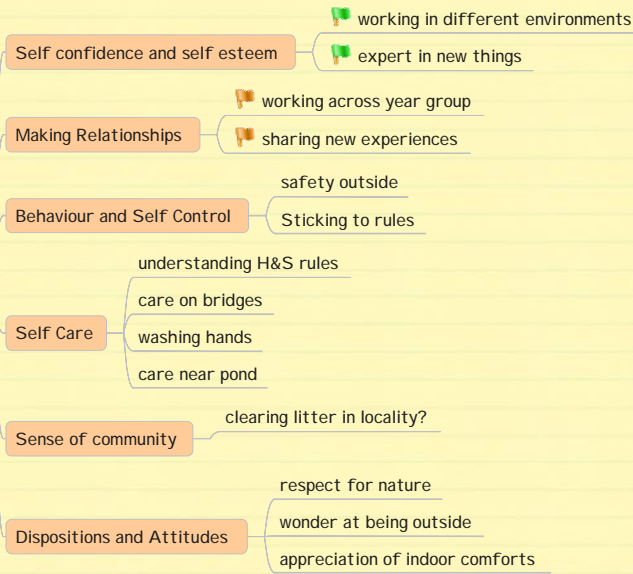 Self confidence and self esteem
working in different environments
expert in new things
Making Relationships
working across year group
sharing new experiences
Behaviour and Self Control
safety outside
Sticking to rules
Self Care
understanding H&S rules
care on bridges
washing hands
care near pond
Sense of community
clearing litter in locality?
Dispositions and Attitudes
respect for nature
wonder at being outside
appreciation of indoor comforts